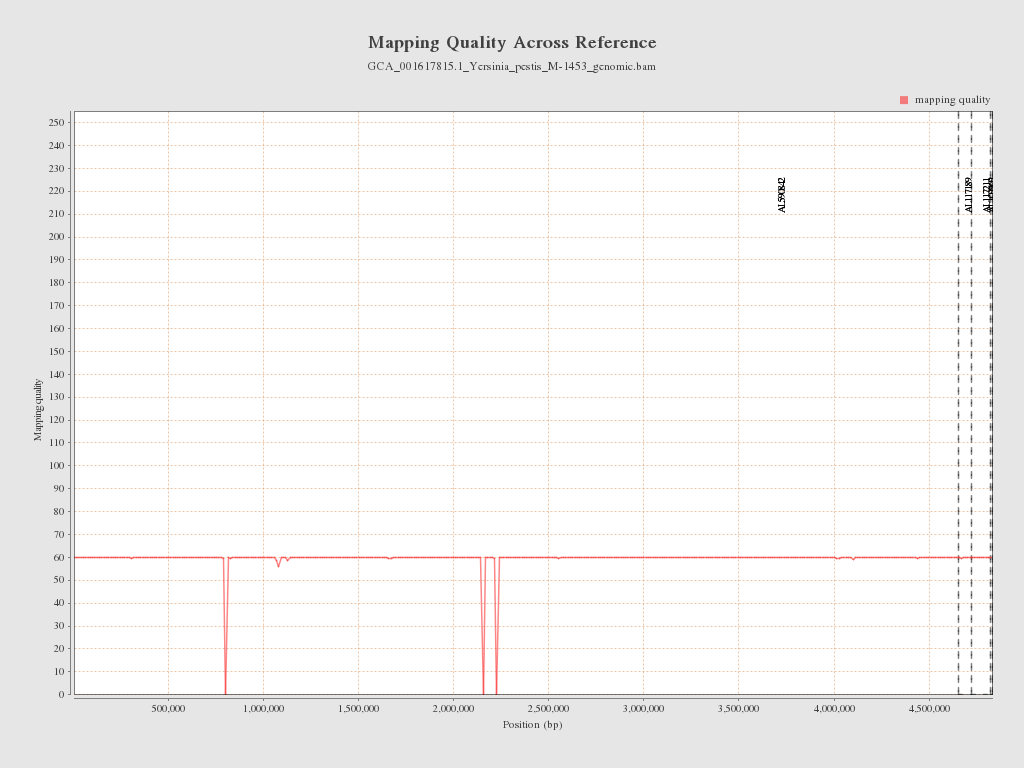 Mapping Quality Across Reference
GCA_001617815.1_Yersinia_pestis_M-1453_genomic.bam
mapping quality
250
240
230
220
210
200
190
180
170
160
150
140
130
120
110
100
90
80
70
60
50
40
30
20
10
0
Mapping quality
AL590842
AL117189
AL117211
500,000 1,000,000 1,500,000 2,000,000 2,500,000 3,000,000 3,500,000 4,000,000 4,500,000
Position (bp)